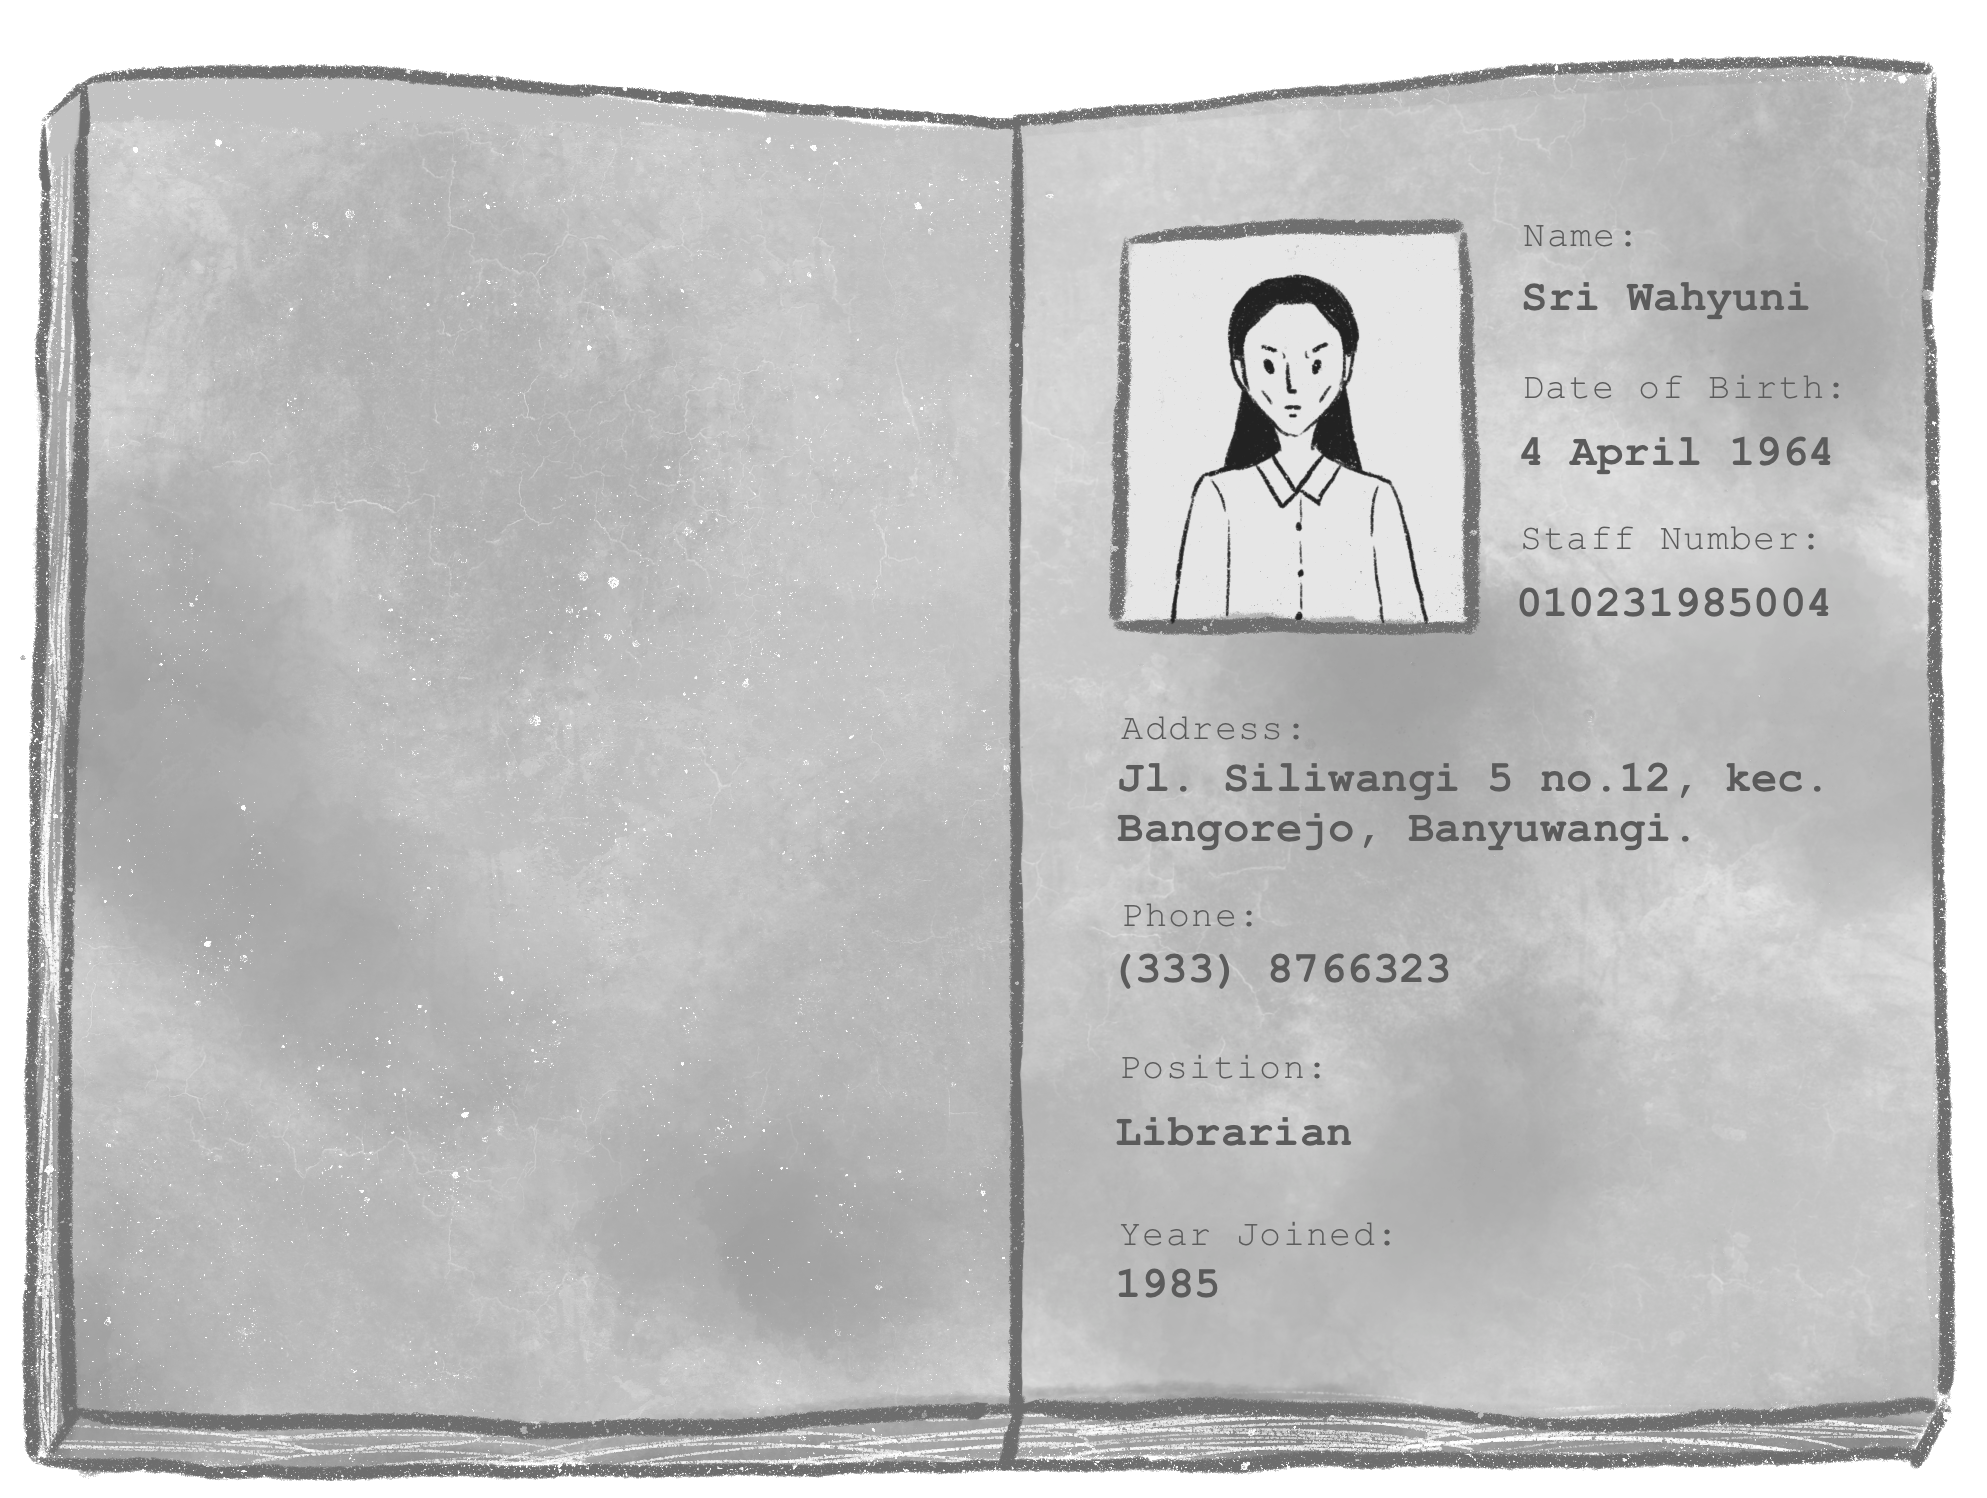 Name:
Sri Wahyuni
Date of Birth:
4 April 1964
Staff Number:
010231985004
Address:
Jl. Siliwangi 5 no.12, kec.
Bangorejo, Banyuwangi.
Phone:
(333) 8766323
Position:
Librarian
Year Joined:
1985